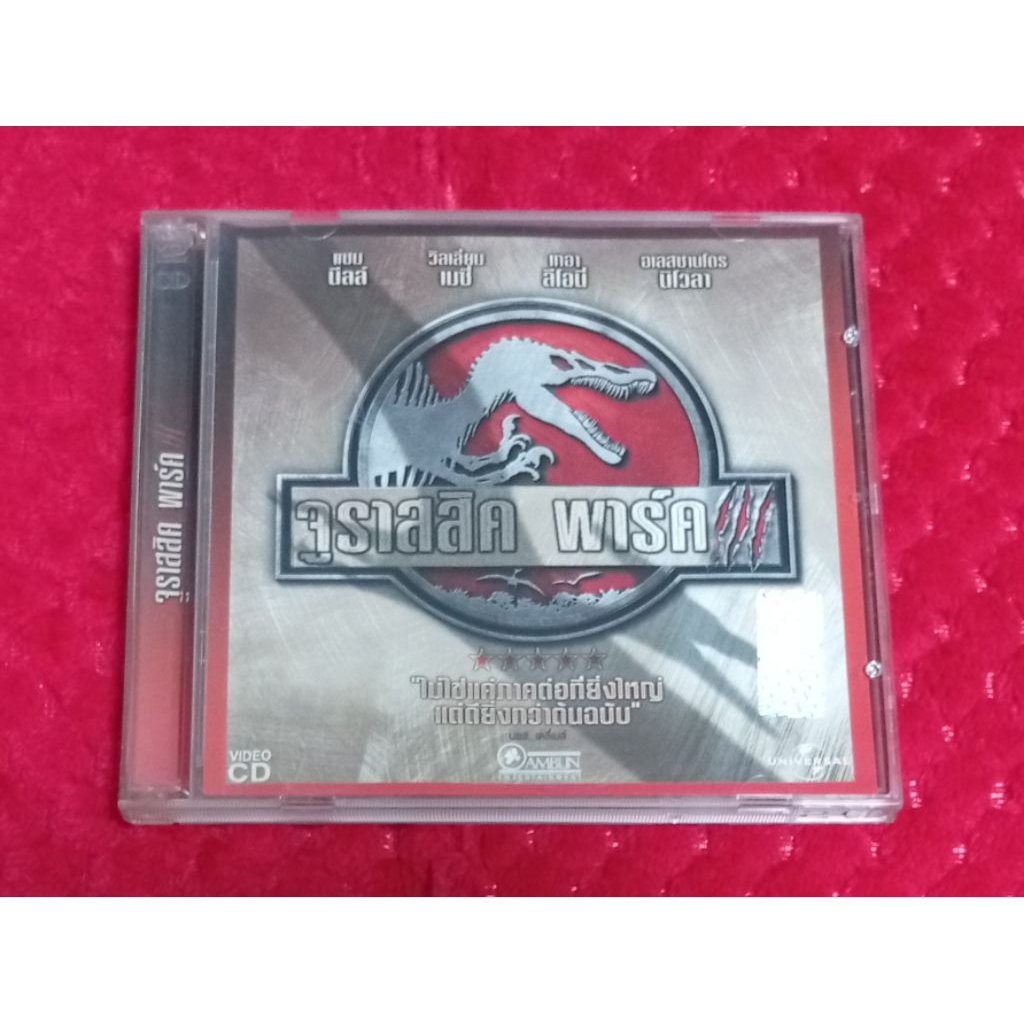 แซม
นีลล์
วิลเลี่ยม
เมซี่
เทอา
ลีโอนี
อเลสซานโดร
นิโวลา
จูราสสิค พาร์ค
จูราสสิค พาร์ค
"ไม่ใช่แค่ภาคต่อที่ยิ่งใหญ่
แต่ดียิ่งกว่าต้นฉบับ"
VIDEO
CD
AMBLIN
ENTERTAINMENT
UNIVERSAL